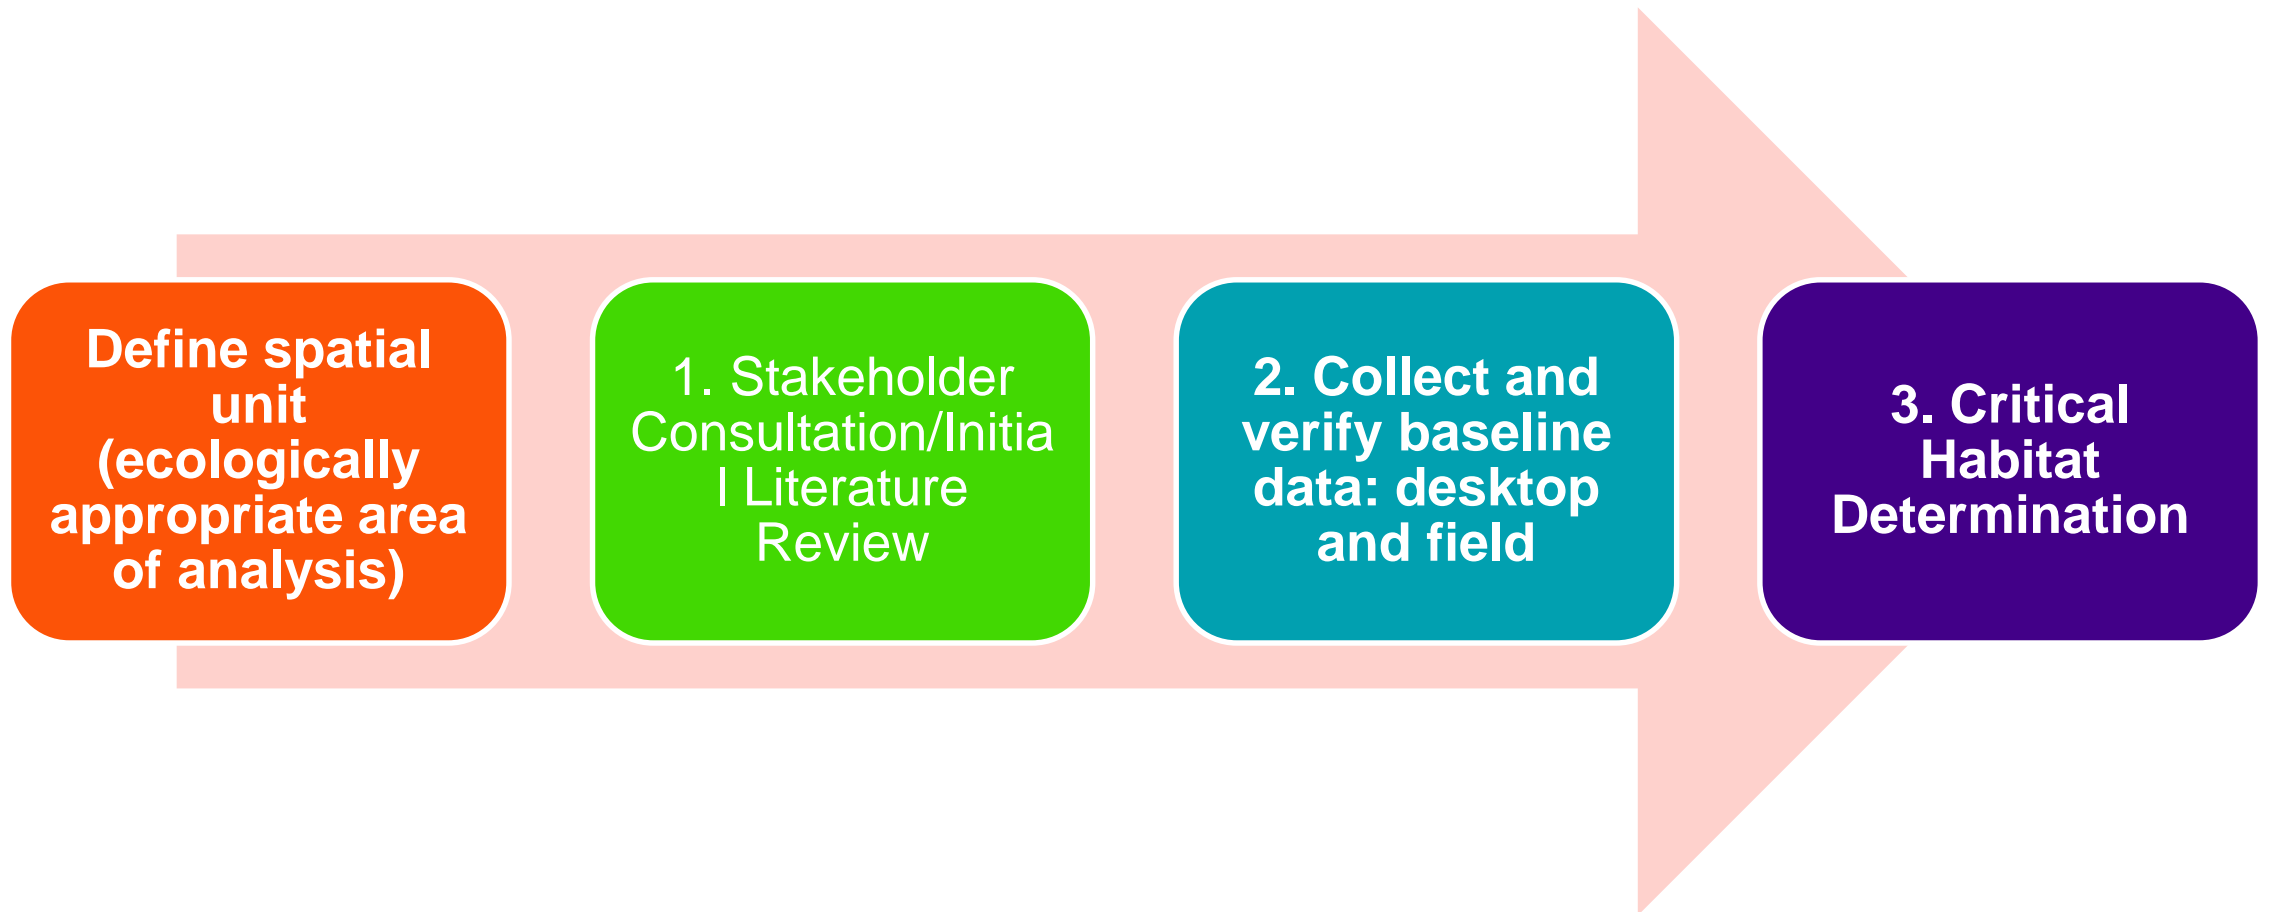 Define spatial
unit
(ecologically
appropriate area
of analysis)
1. Stakeholder
Consultation/Initia
l Literature
Review
2. Collect and
verify baseline
data: desktop
and field
3. Critical
Habitat
Determination